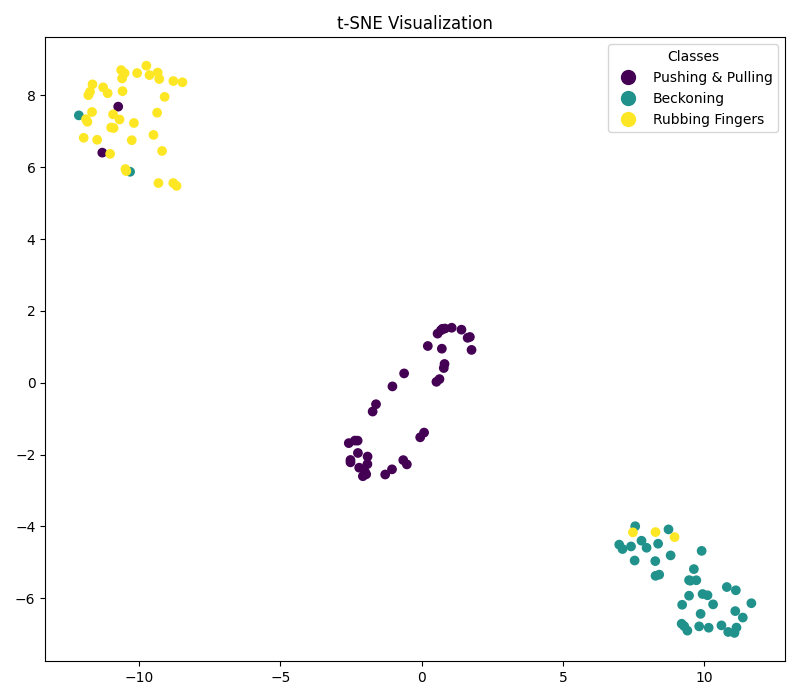 t-SNE Visualization
Classes
Pushing & Pulling
Beckoning
Rubbing Fingers
8
6
4
2
0
−2
−4
−6
−10
−5
0
5
10